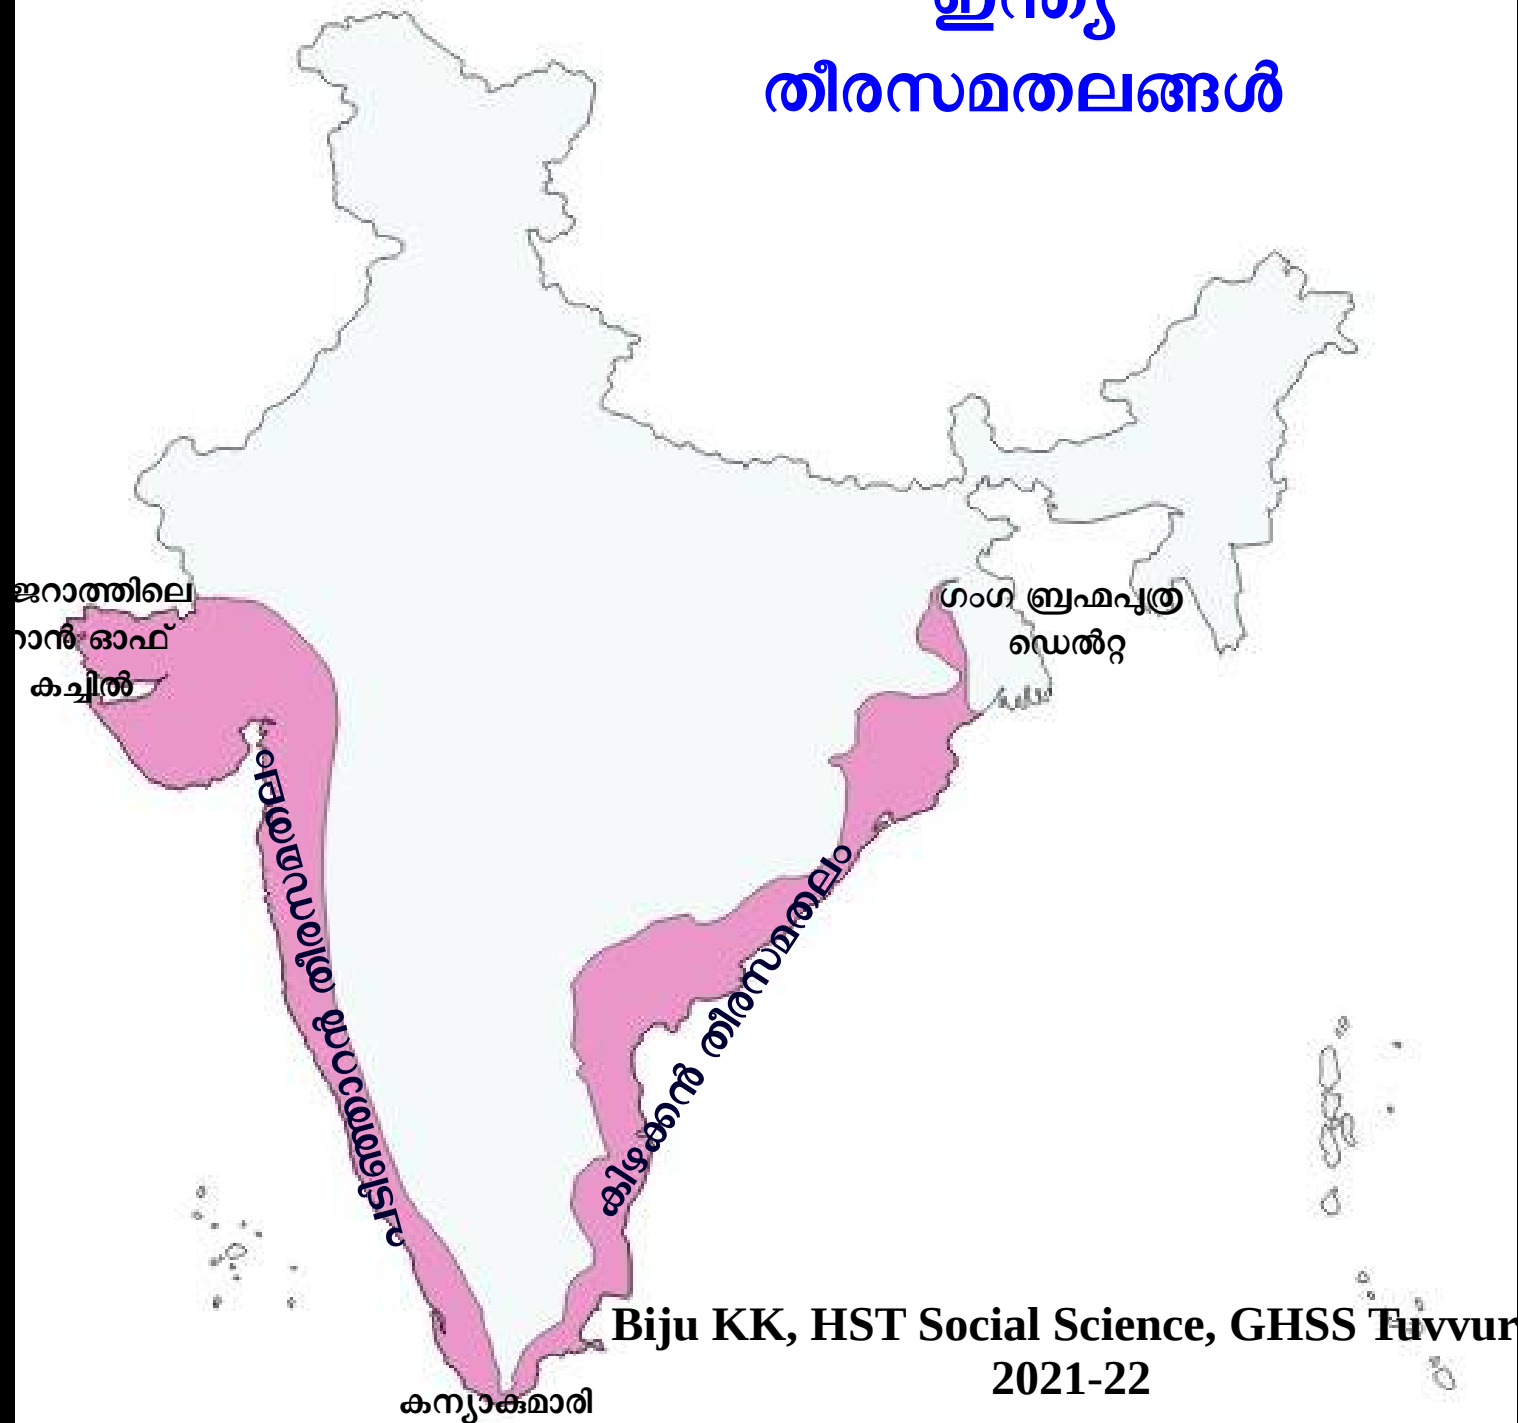 ഇന്ത്യ
തീരസമതലങ്ങൾ
ജറാത്തിലെ
റാൻ ഓഫ്
കച്ചിൽ
ഗംഗ ബ്രഹ്മപുത്ര
ഡെൽറ്റ
പടിഞ്ഞാറൻ തീരസമതലം
കിഴക്കൻ തീരസമതലം
Biju KK, HST Social Science, GHSS Tuvvur
2021-22
കന്യാകുമാരി